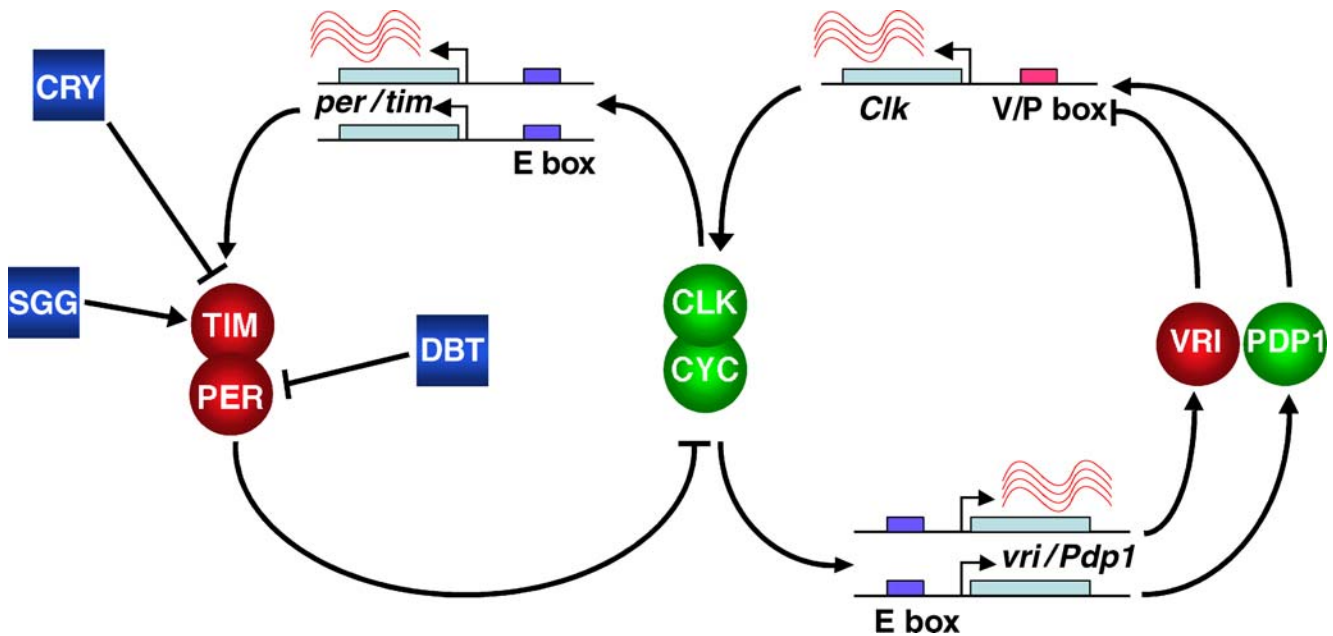 CRY
per/tim
E box
Clk
V/P box
SGG
TIM
PER
DBT
CLK
CYC
VRI
PDP1
vri/Pdp1
E box